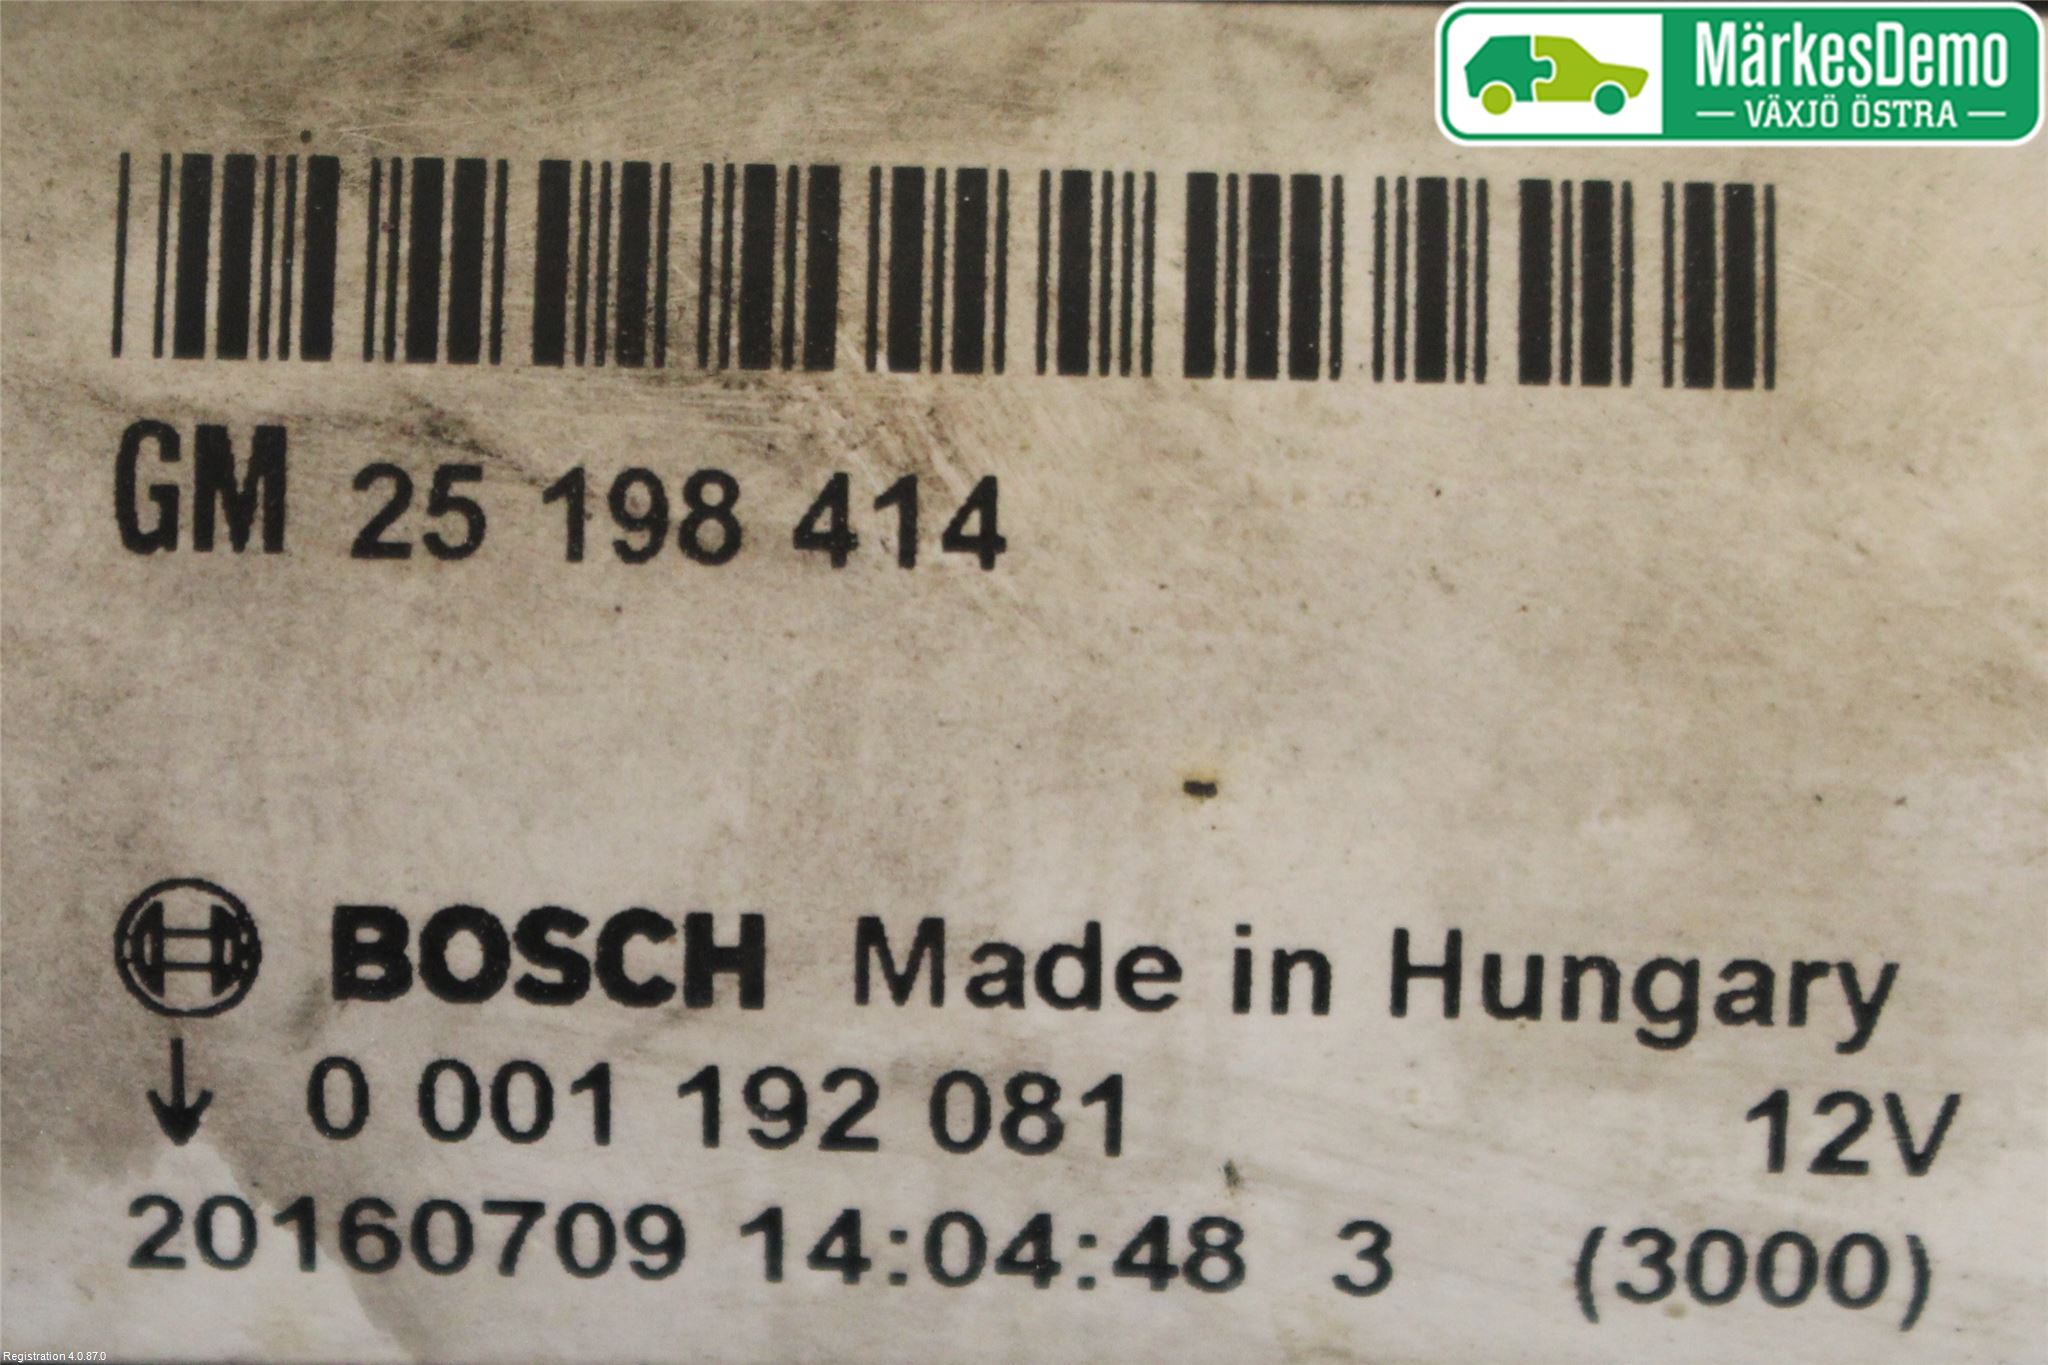 MärkesDemo
VÄXJÖ ÖSTRA
GM 25 198 414
BOSCH Made in Hungary
0 001 192 081 12V
20160709 14:04:48 3 (3000)
Registration 4.0.87.0